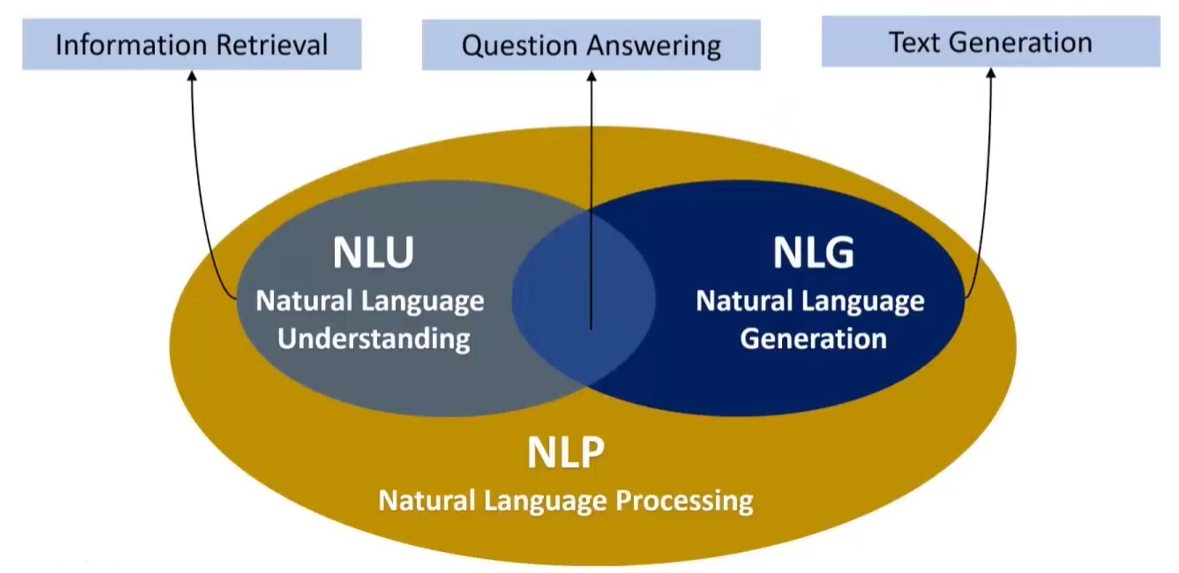 Information Retrieval
Question Answering
Text Generation
NLU
Natural Language
Understanding
NLG
Natural Language
Generation
NLP
Natural Language Processing